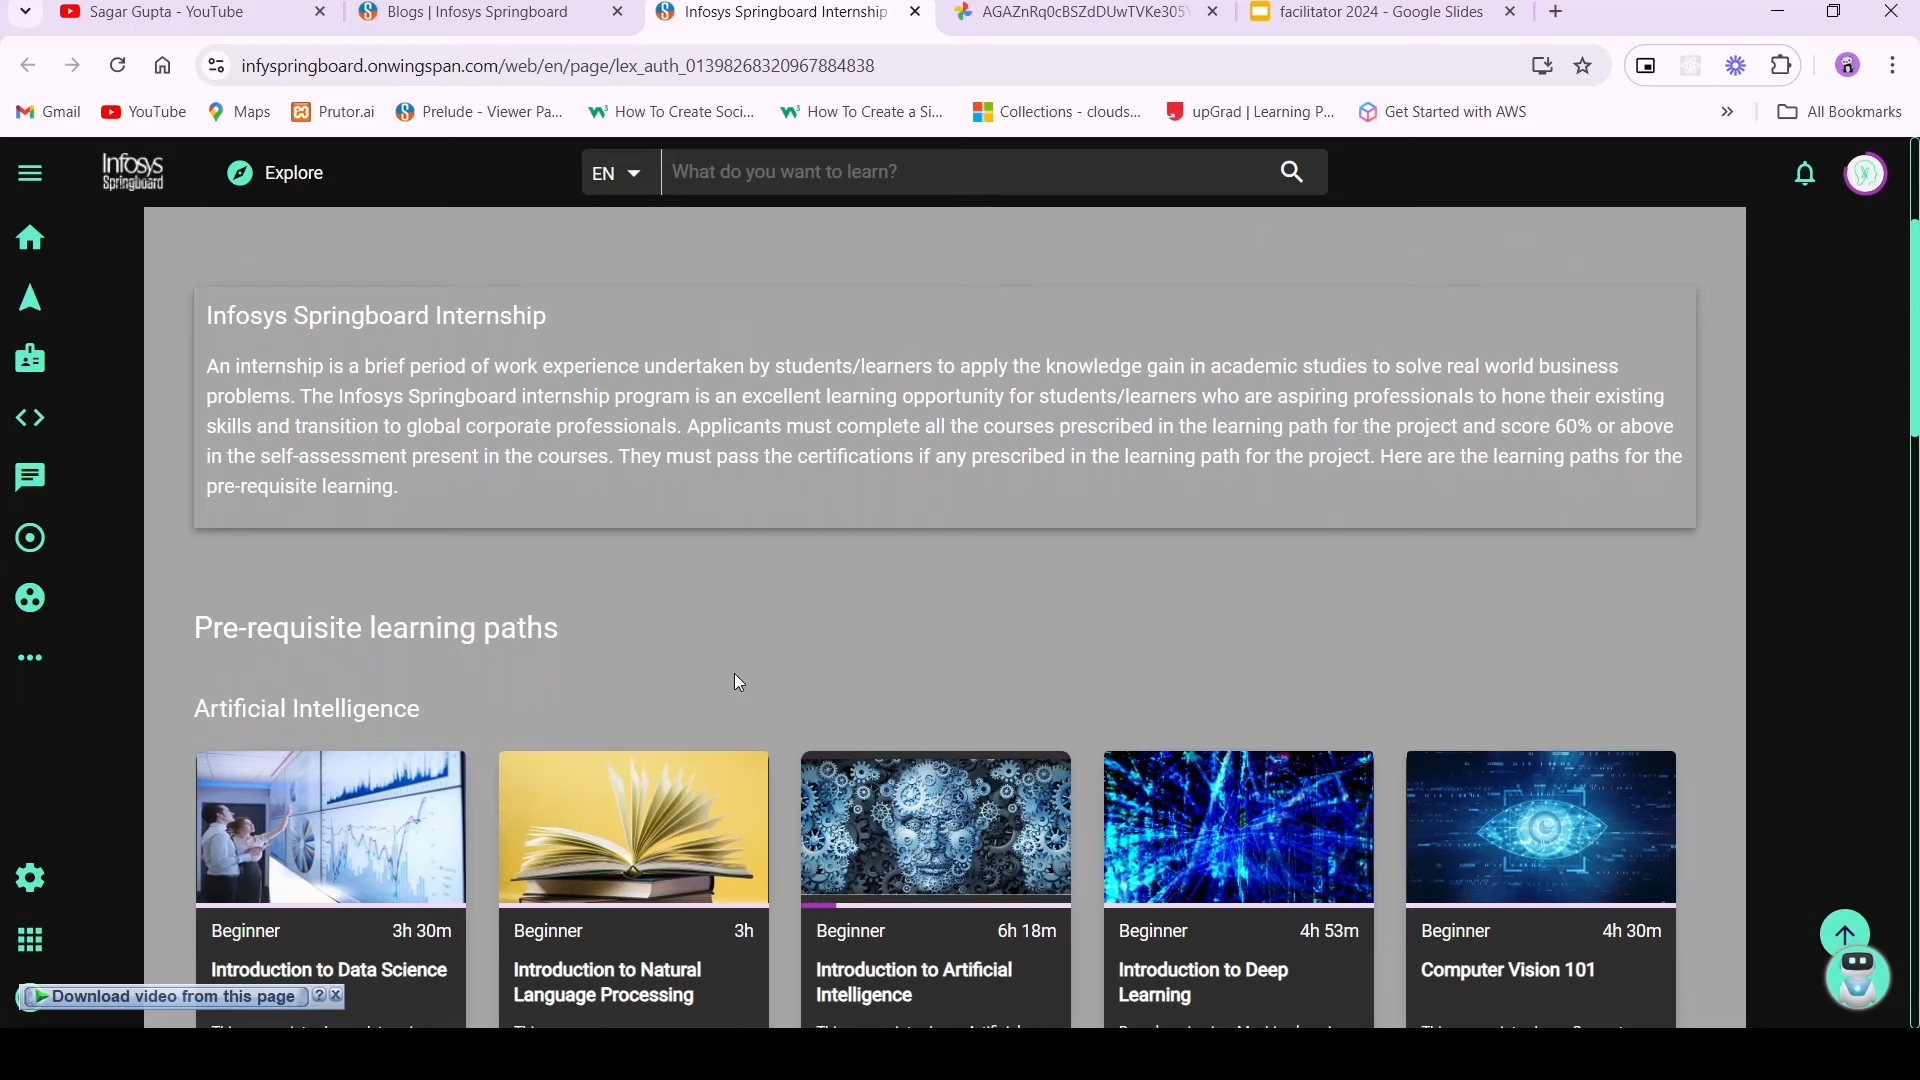 Sagar Gupta - YouTube
Blogs | Infosys Springboard
Infosys Springboard Internship
AGAZnRq0cBSZdDUwTVKe305
facilitator 2024 - Google Slides
infyspringboard.onwingspan.com/web/en/page/lex_auth_01398268320967884838
Gmail
YouTube
Maps
Prutor.ai
Prelude - Viewer Pa...
How To Create Soci...
How To Create a Si...
Collections - clouds...
upGrad | Learning P...
Get Started with AWS
All Bookmarks
Infosys
Springboard
Explore
EN
What do you want to learn?
Infosys Springboard Internship
An internship is a brief period of work experience undertaken by students/learners to apply the knowledge gain in academic studies to solve real world business
problems. The Infosys Springboard internship program is an excellent learning opportunity for students/learners who are aspiring professionals to hone their existing
skills and transition to global corporate professionals. Applicants must complete all the courses prescribed in the learning path for the project and score 60% or above
in the self-assessment present in the courses. They must pass the certifications if any prescribed in the learning path for the project. Here are the learning paths for the
pre-requisite learning.
Pre-requisite learning paths
Artificial Intelligence
Beginner 3h 30m
Introduction to Data Science
Beginner 3h
Introduction to Natural
Language Processing
Beginner 6h 18m
Introduction to Artificial
Intelligence
Beginner 4h 53m
Introduction to Deep
Learning
Beginner 4h 30m
Computer Vision 101
Download video from this page